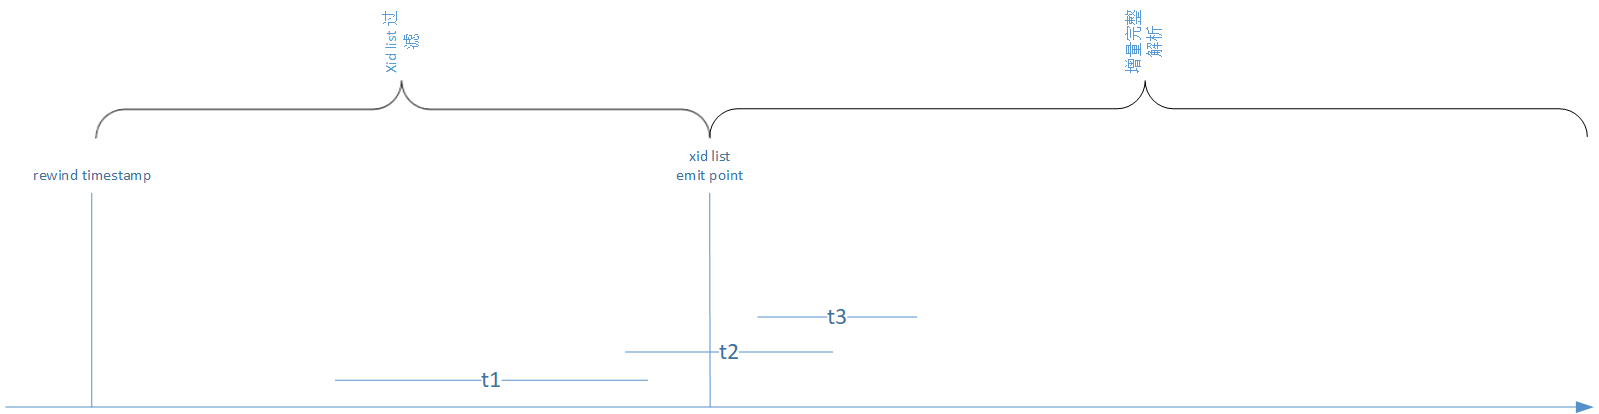 Xid list 过
滤
增量完整
解析
rewind timestamp
xid list
emit point
t3
t2
t1